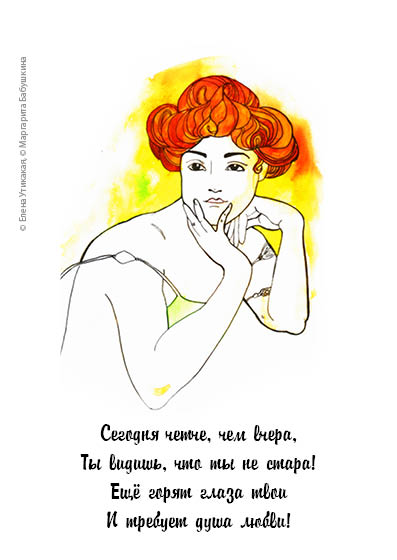 © Елена Утикакая, © Маргарита Бабушкина
Сегодня четче, чем вчера,
Ты видишь, что ты не стара!
Ещё горят глаза твои
И требует душа любви!